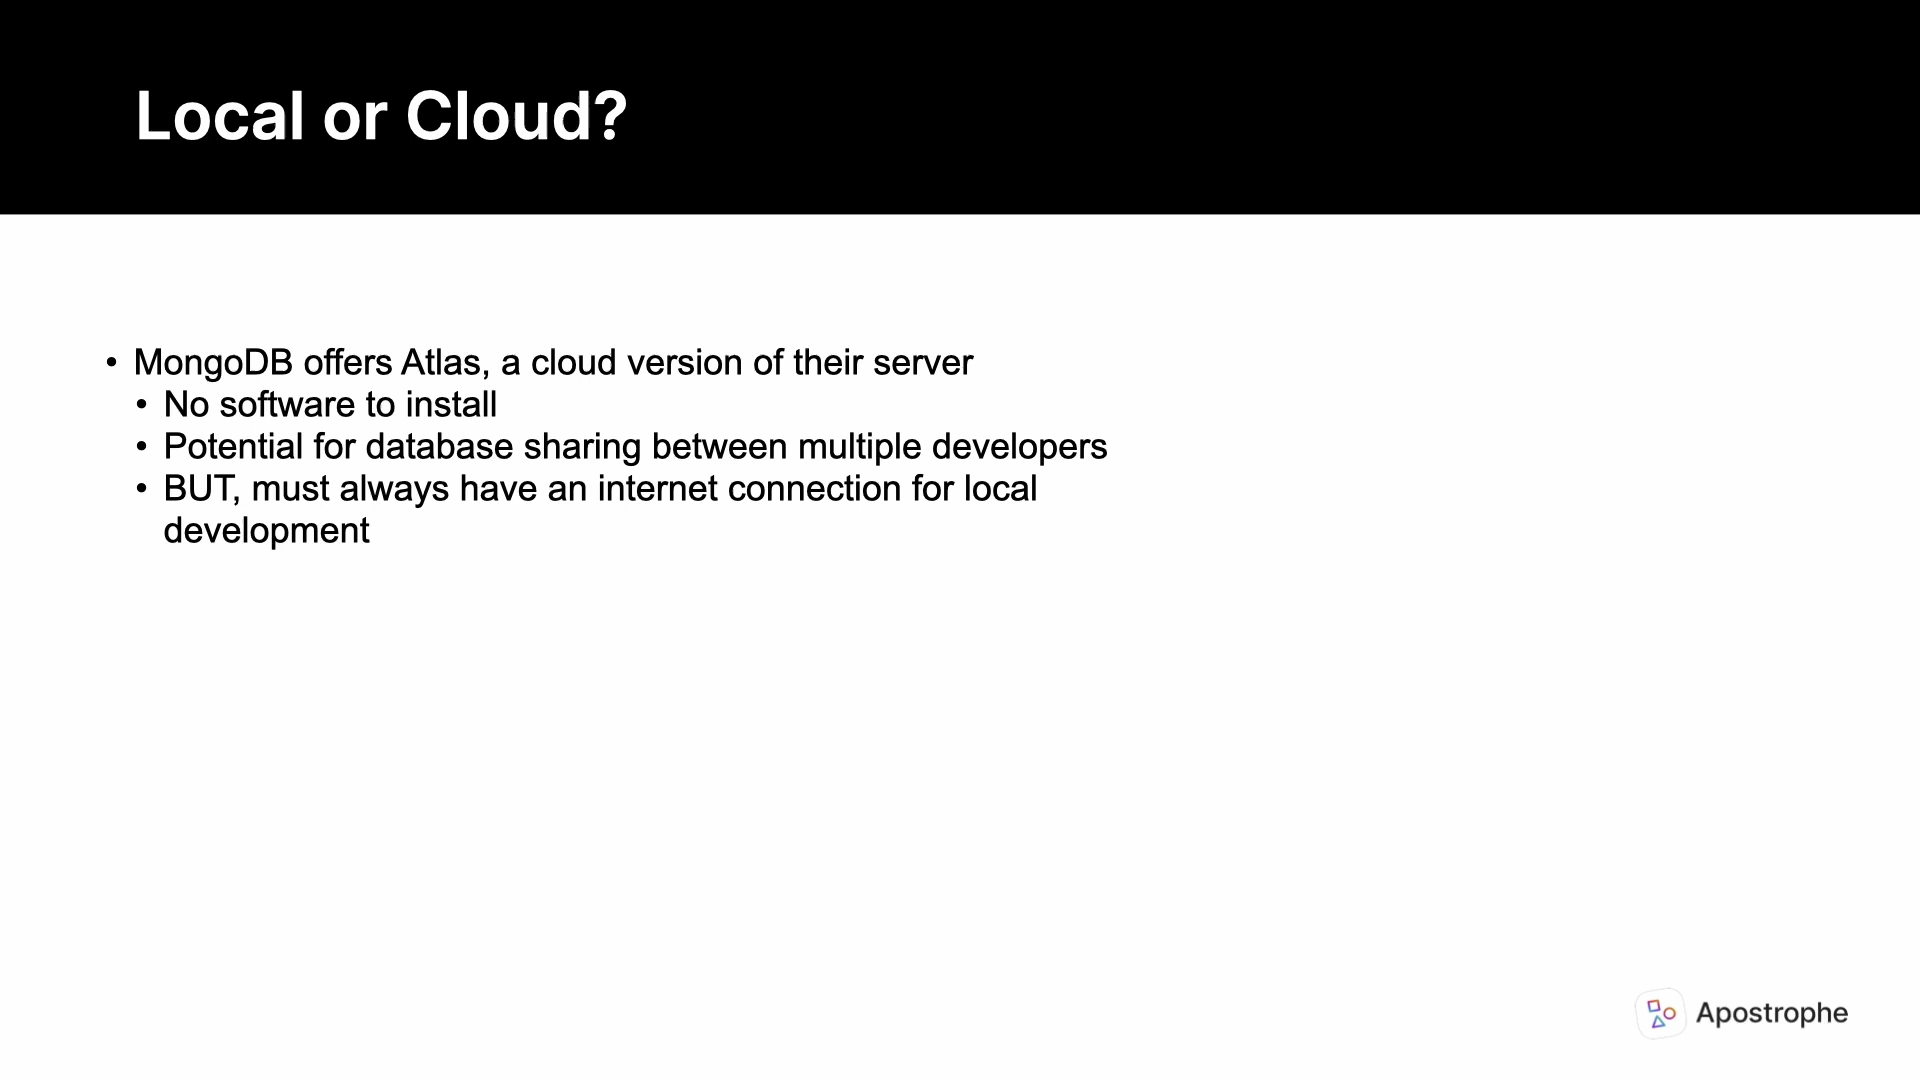 Local or Cloud?
• MongoDB offers Atlas, a cloud version of their server
• No software to install
• Potential for database sharing between multiple developers
• BUT, must always have an internet connection for local
development
Apostrophe